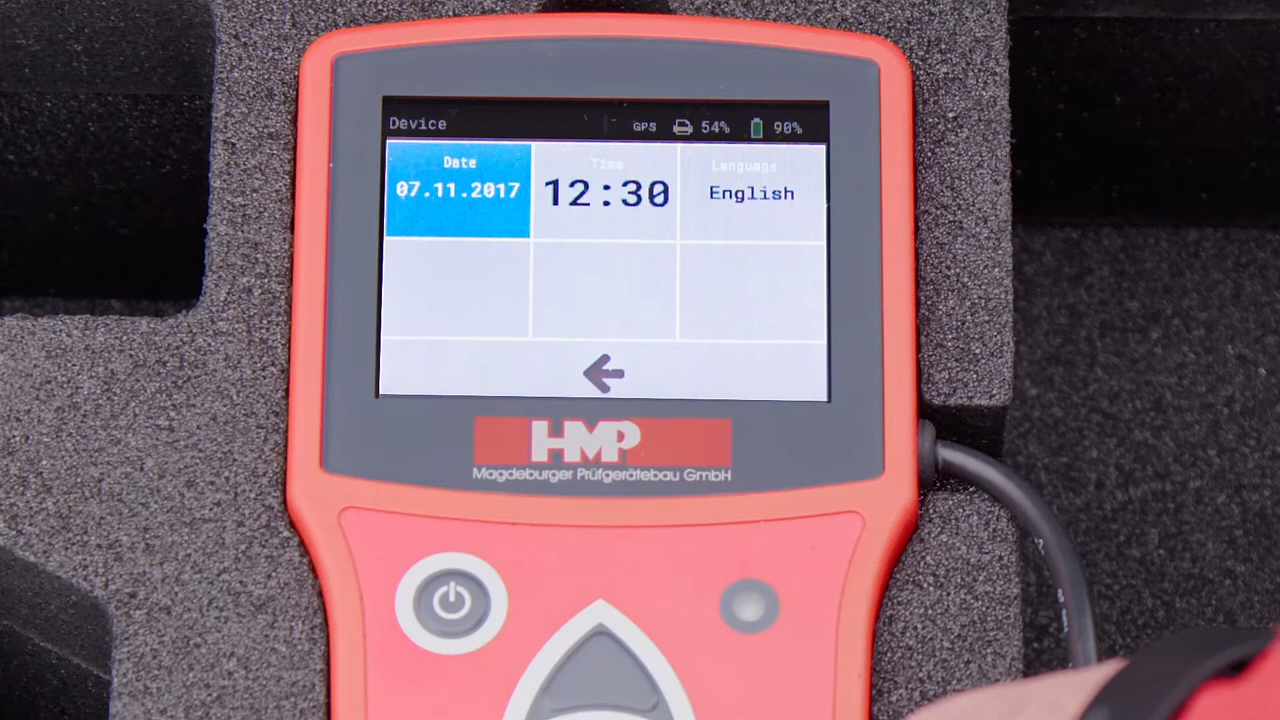 Device GPS 54% 90%
Date Time Language
07.11.2017 12:30 English
HMP
Magdeburger Prüfgerätebau GmbH